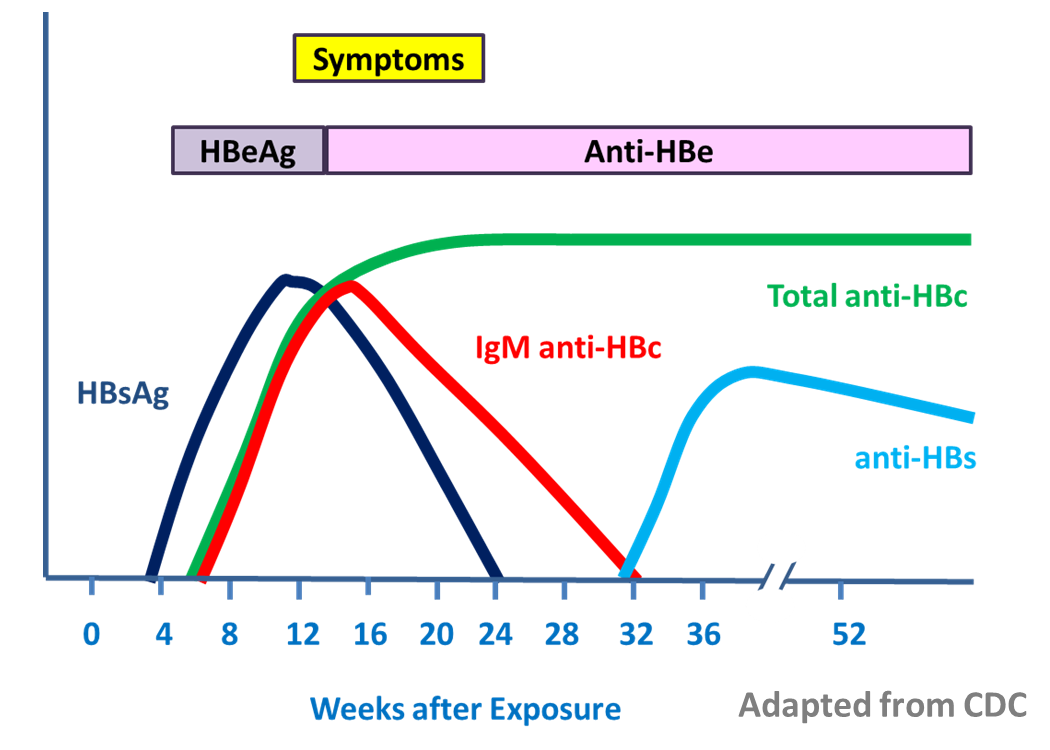 Symptoms
HBeAg Anti-HBe
Total anti-HBc
IgM anti-HBc
HBsAg
anti-HBs
0 4 8 12 16 20 24 28 32 36 52
Weeks after Exposure
Adapted from CDC